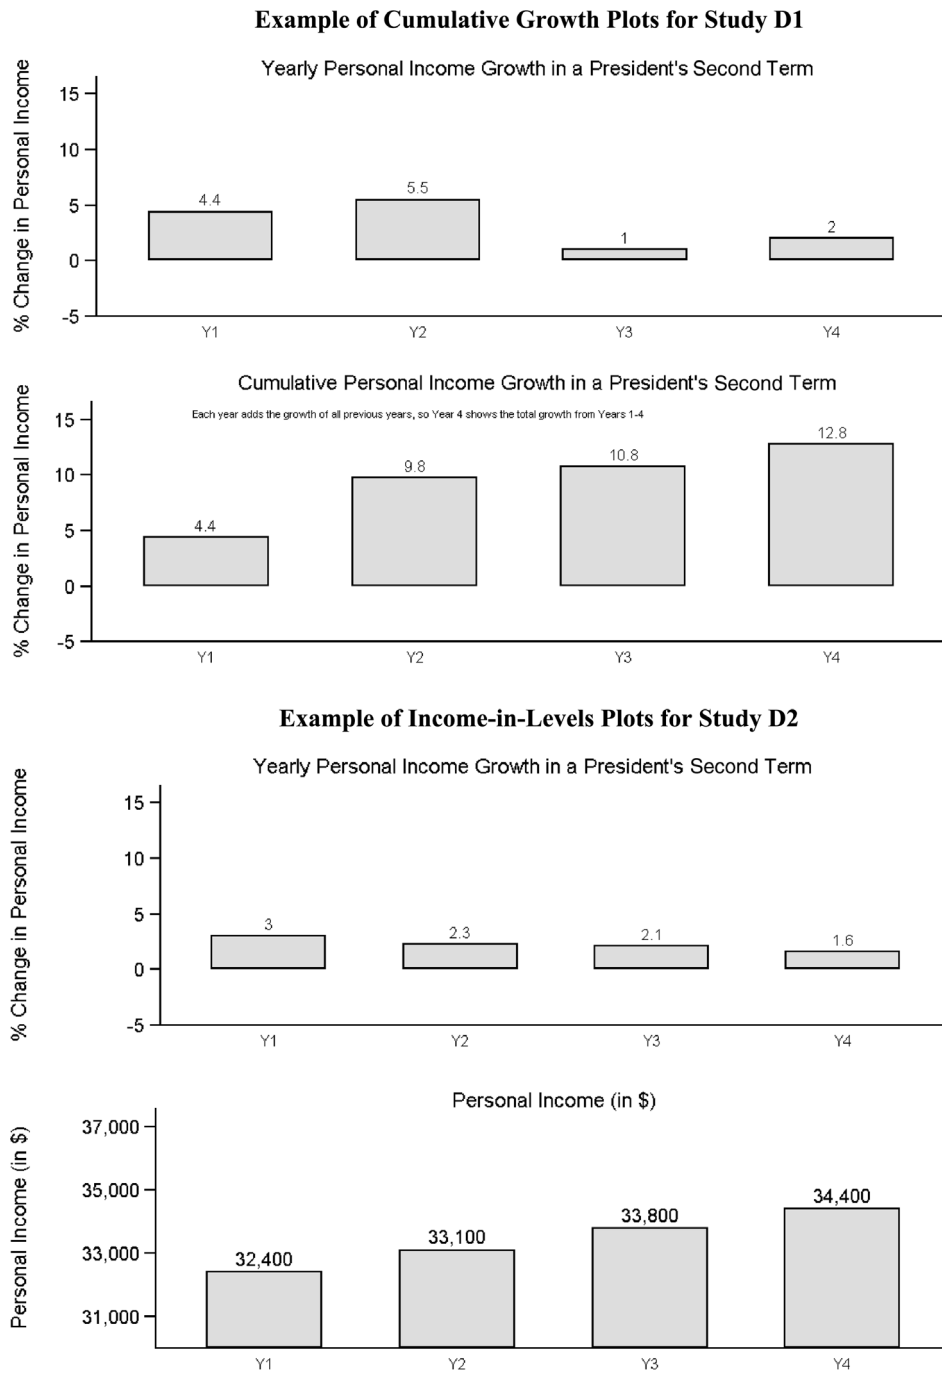 Example of Cumulative Growth Plots for Study D1
Yearly Personal Income Growth in a President's Second Term
% Change in Personal Income
15
10
5
0
-5
4.4
5.5
1
2
Y1
Y2
Y3
Y4
Cumulative Personal Income Growth in a President's Second Term
Each year adds the growth of all previous years, so Year 4 shows the total growth from Years 1-4
% Change in Personal Income
15
10
5
0
-5
4.4
9.8
10.8
12.8
Y1
Y2
Y3
Y4
Example of Income-in-Levels Plots for Study D2
Yearly Personal Income Growth in a President's Second Term
% Change in Personal Income
15
10
5
0
-5
3
2.3
2.1
1.6
Y1
Y2
Y3
Y4
Personal Income (in $)
Personal Income (in $)
37,000
35,000
33,000
31,000
32,400
33,100
33,800
34,400
Y1
Y2
Y3
Y4